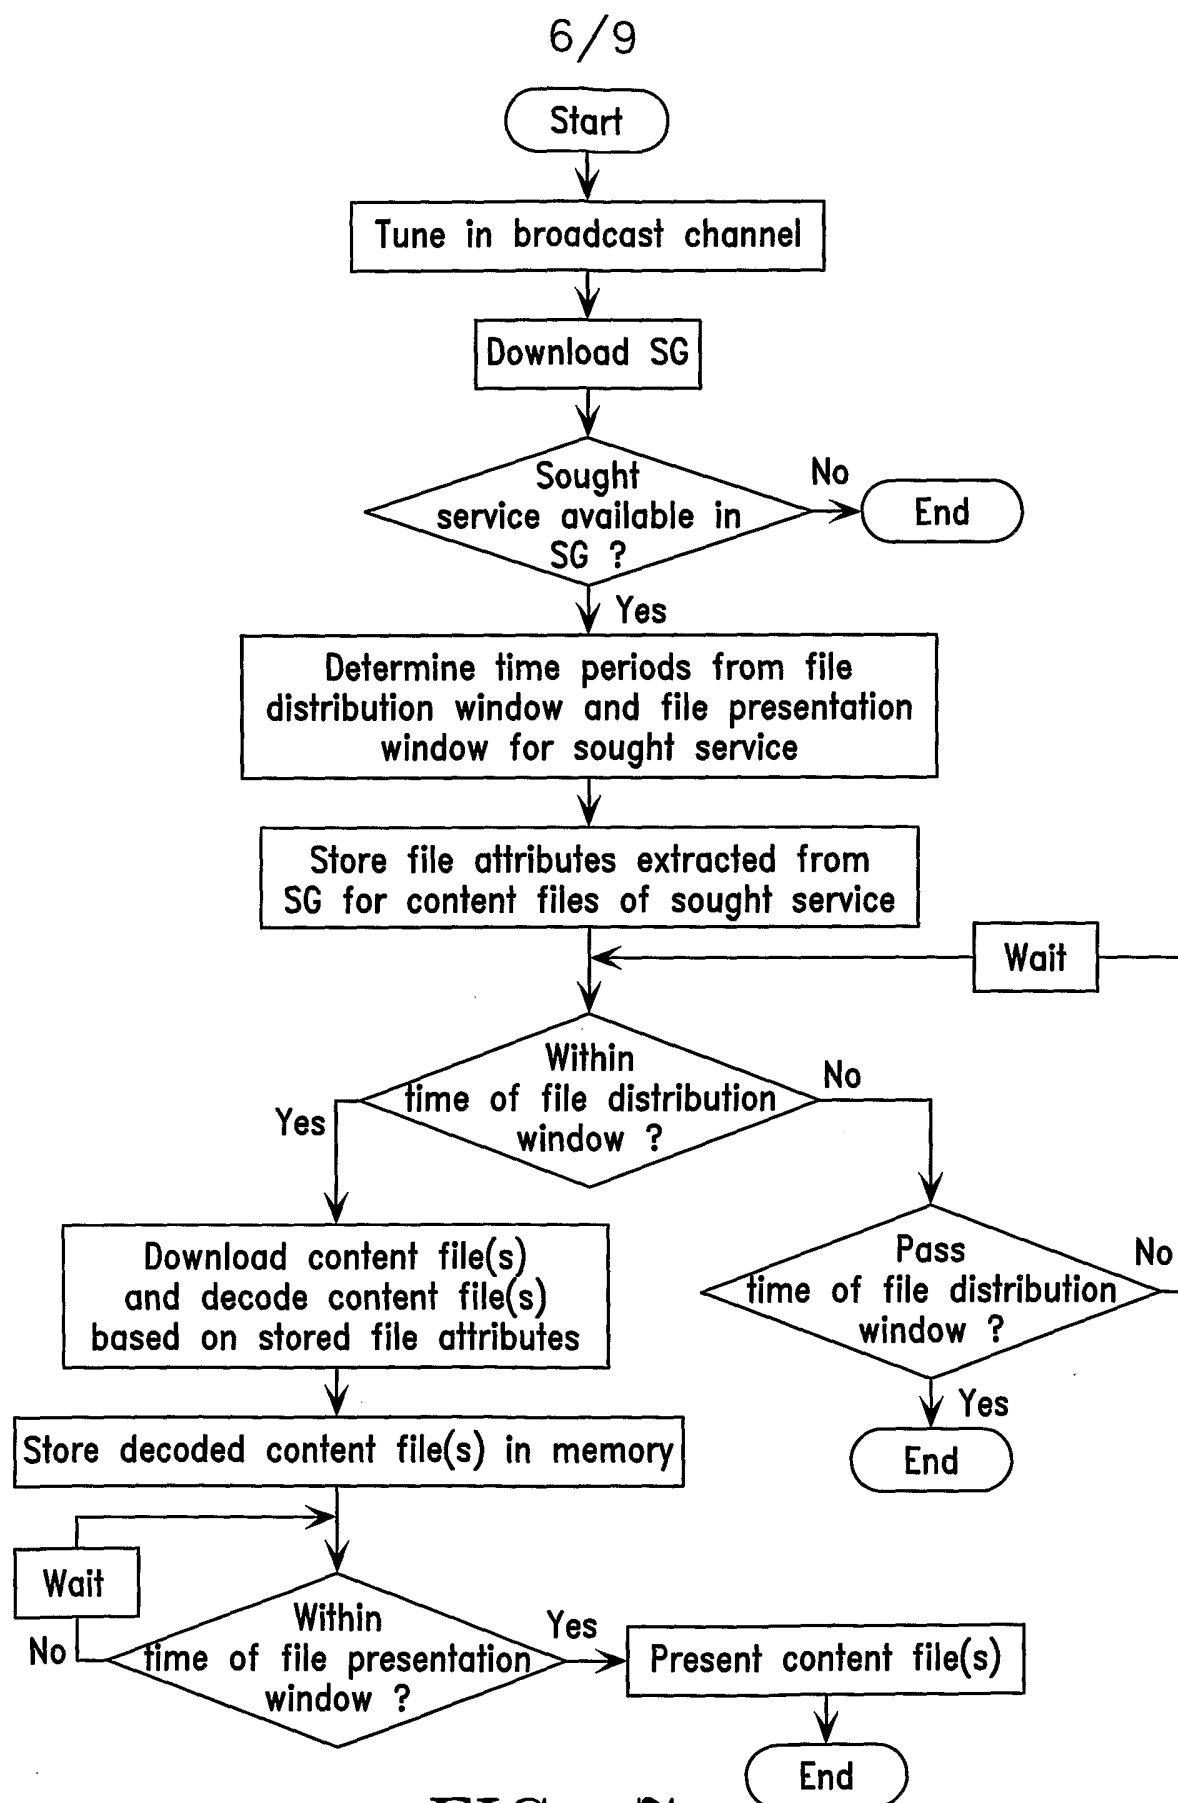 6/9
Start
Tune in broadcast channel
Download SG
Sought
service available in
SG ?
No
End
Yes
Determine time periods from file
distribution window and file presentation
window for sought service
Store file attributes extracted from
SG for content files of sought service
Wait
Within
time of file distribution
window ?
No
Yes
Download content file(s)
and decode content file(s)
based on stored file attributes
Pass
time of file distribution
window ?
No
Yes
End
Store decoded content file(s) in memory
Wait
No
Within
time of file presentation
window ?
Yes
Present content file(s)
End